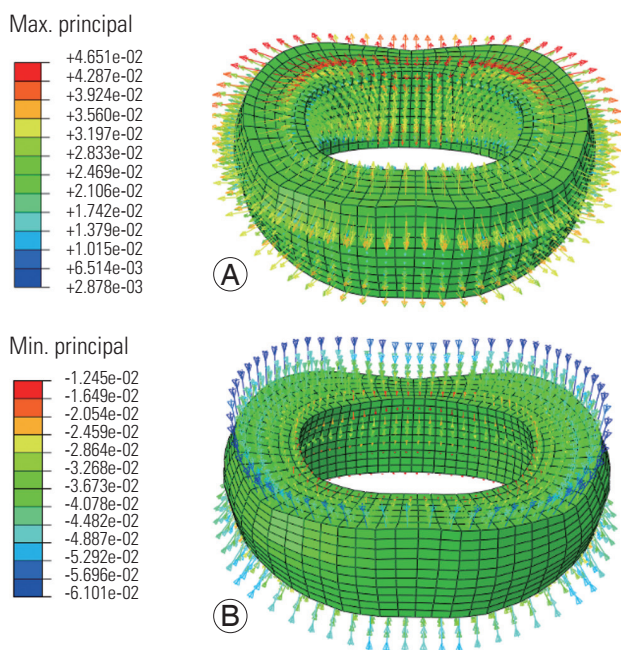 Max. principal
+4.651e-02
+4.287e-02
+3.924e-02
+3.560e-02
+3.197e-02
+2.833e-02
+2.469e-02
+2.106e-02
+1.742e-02
+1.379e-02
+1.015e-02
+6.514e-03
+2.878e-03
A
Min. principal
-1.245e-02
-1.649e-02
-2.054e-02
-2.459e-02
-2.864e-02
-3.268e-02
-3.673e-02
-4.078e-02
-4.482e-02
-4.887e-02
-5.292e-02
-5.696e-02
-6.101e-02
B